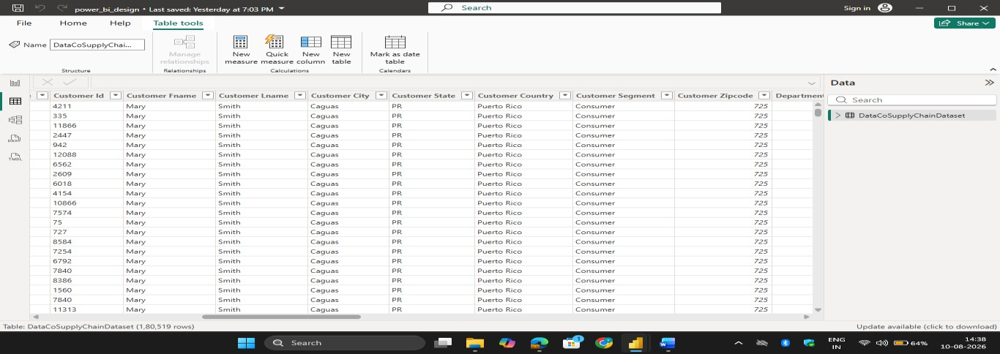 power_bi_design • Last saved: Yesterday at 7:03 PM
Search
Sign in
File Home Help Table tools
Share
Name DataCoSupplyChai...
Manage relationships
New measure
Quick measure
New column
New table
Mark as date table
Structure
Relationships
Calculations
Calendars
Data
Search
DataCoSupplyChainDataset
Customer Id Customer Fname Customer Lname Customer City Customer State Customer Country Customer Segment Customer Zipcode Department
4211 Mary Smith Caguas PR Puerto Rico Consumer 725
335 Mary Smith Caguas PR Puerto Rico Consumer 725
11866 Mary Smith Caguas PR Puerto Rico Consumer 725
2447 Mary Smith Caguas PR Puerto Rico Consumer 725
942 Mary Smith Caguas PR Puerto Rico Consumer 725
12088 Mary Smith Caguas PR Puerto Rico Consumer 725
6562 Mary Smith Caguas PR Puerto Rico Consumer 725
2609 Mary Smith Caguas PR Puerto Rico Consumer 725
6018 Mary Smith Caguas PR Puerto Rico Consumer 725
4154 Mary Smith Caguas PR Puerto Rico Consumer 725
10866 Mary Smith Caguas PR Puerto Rico Consumer 725
7574 Mary Smith Caguas PR Puerto Rico Consumer 725
75 Mary Smith Caguas PR Puerto Rico Consumer 725
727 Mary Smith Caguas PR Puerto Rico Consumer 725
8584 Mary Smith Caguas PR Puerto Rico Consumer 725
7254 Mary Smith Caguas PR Puerto Rico Consumer 725
6792 Mary Smith Caguas PR Puerto Rico Consumer 725
7840 Mary Smith Caguas PR Puerto Rico Consumer 725
8386 Mary Smith Caguas PR Puerto Rico Consumer 725
1560 Mary Smith Caguas PR Puerto Rico Consumer 725
7840 Mary Smith Caguas PR Puerto Rico Consumer 725
11313 Mary Smith Caguas PR Puerto Rico Consumer 725
Table: DataCoSupplyChainDataset (1,80,519 rows)
Update available (click to download)
Search
ENG
IN
64%
14:38
10-08-2026